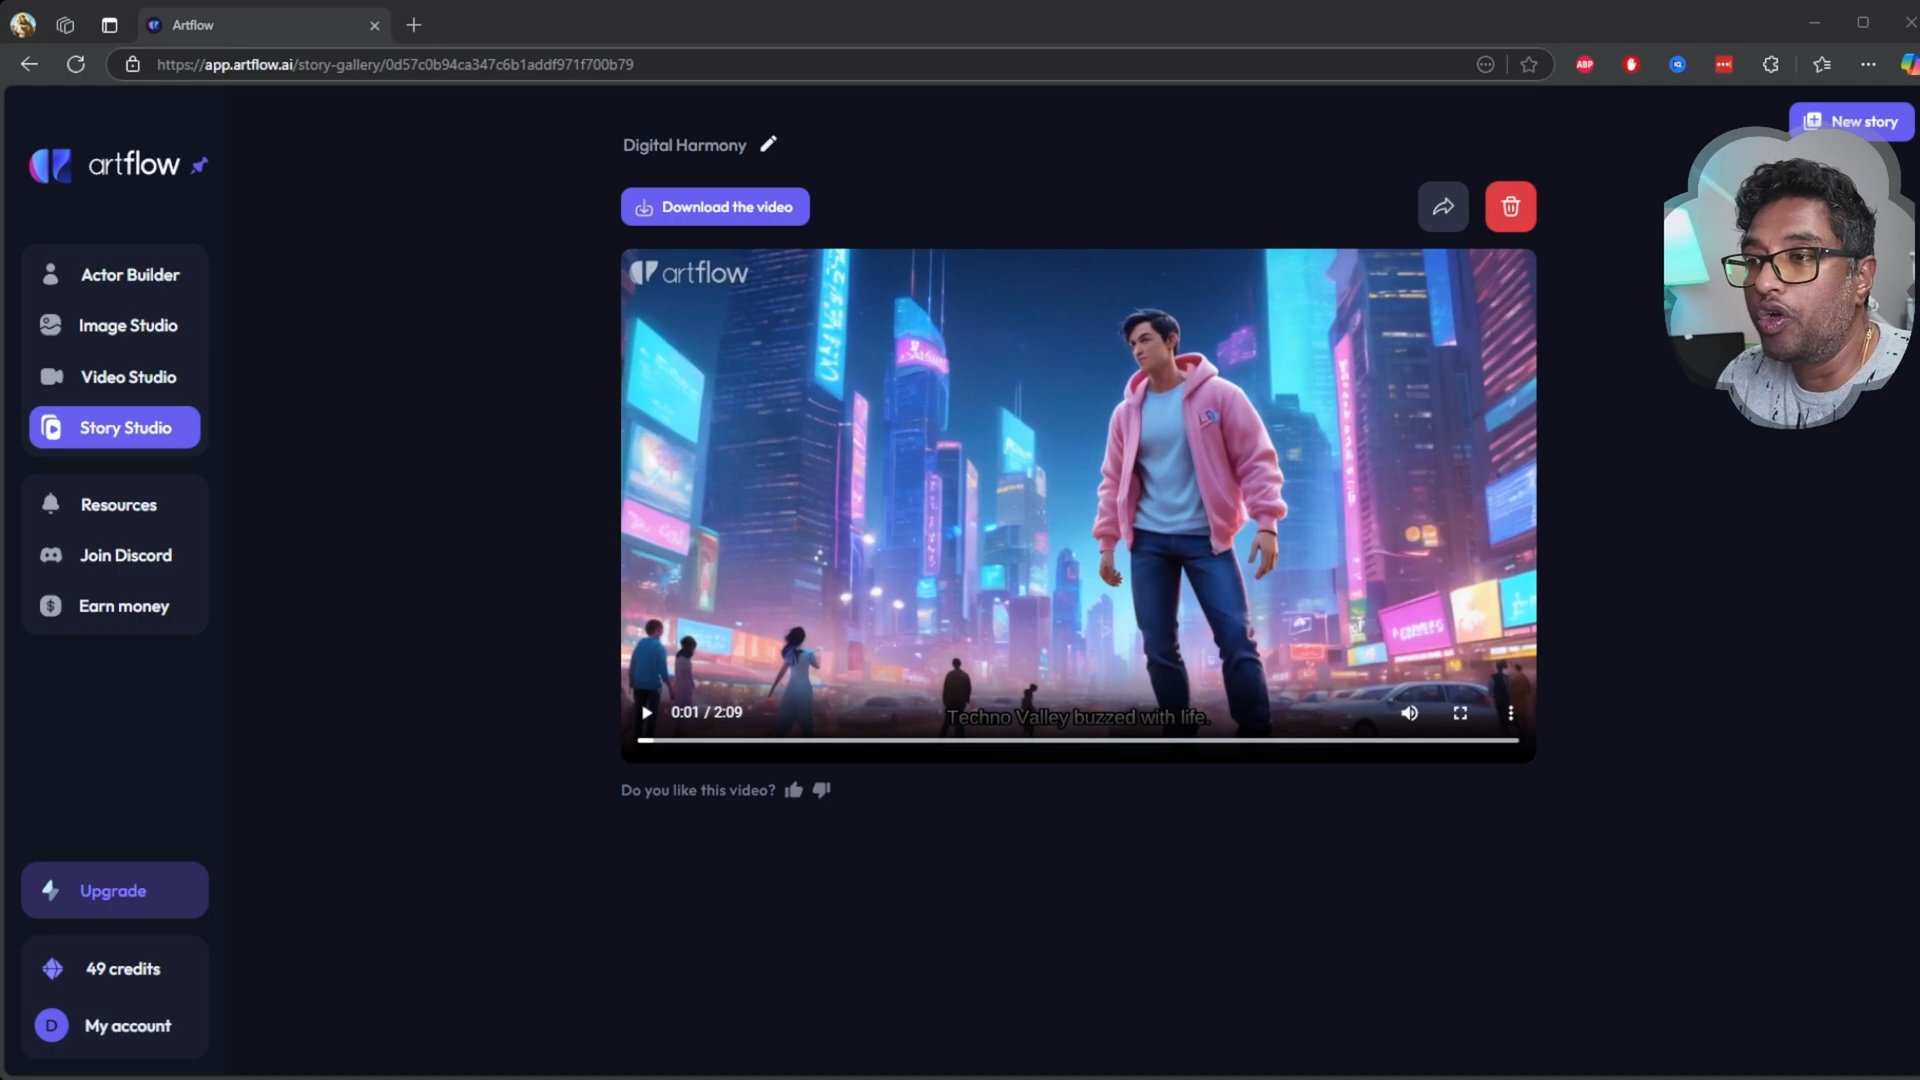 Artflow
https://app.artflow.ai/story-gallery/0d57c0b94ca347c6b1addf971f700b79
ABP
New story
artflow
Digital Harmony
Download the video
Actor Builder
Image Studio
Video Studio
Story Studio
Resources
Join Discord
Earn money
artflow
0:01 / 2:09
Techno Valley buzzed with life.
Do you like this video?
Upgrade
49 credits
D
My account